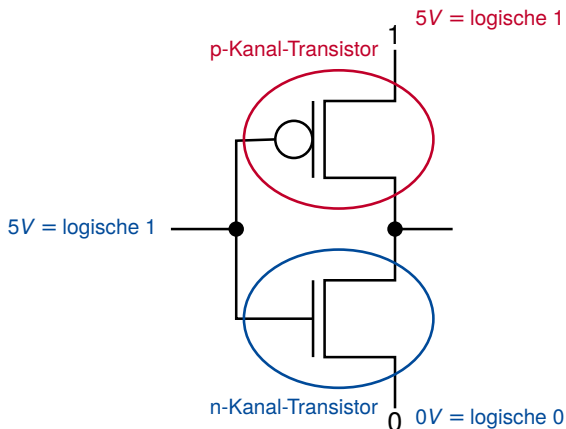 5V = logische 1
1
p-Kanal-Transistor
5V = logische 1
n-Kanal-Transistor
0
0V = logische 0